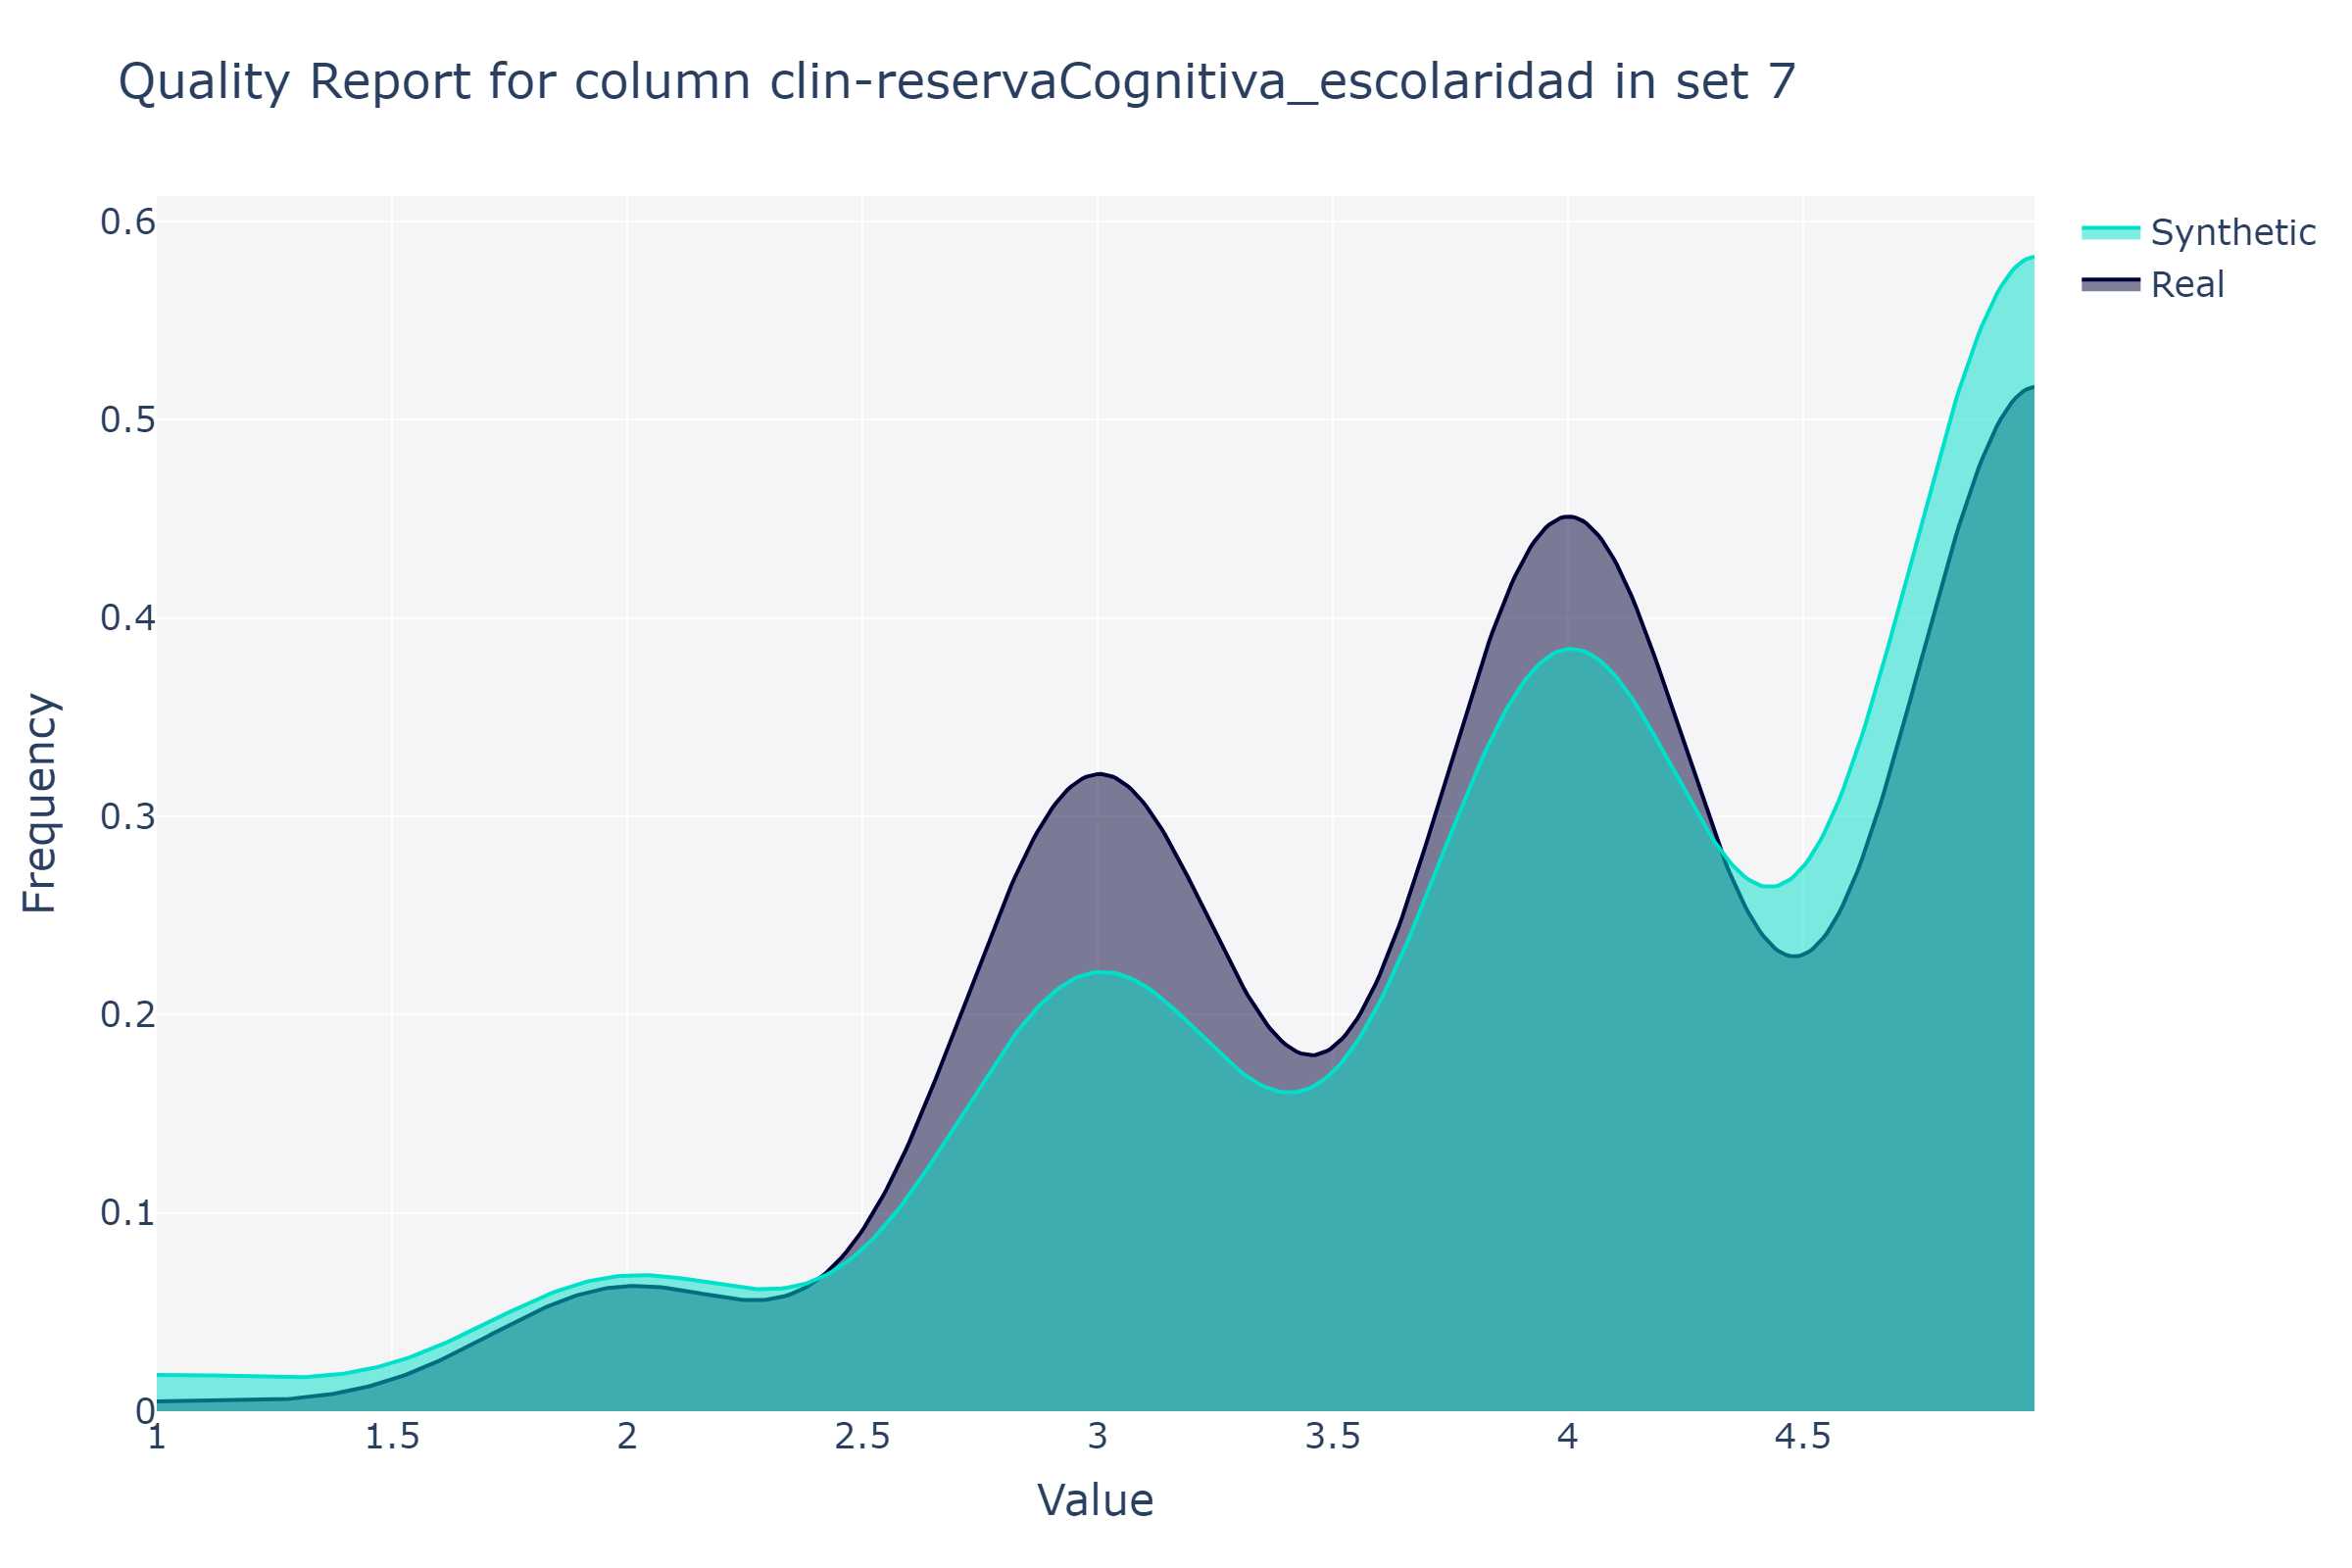 Quality Report for column clin-reservaCognitiva_escolaridad in set 7
Synthetic
Real
0.6
0.5
0.4
0.3
0.2
0.1
0
Frequency
1 1.5 2 2.5 3 3.5 4 4.5
Value